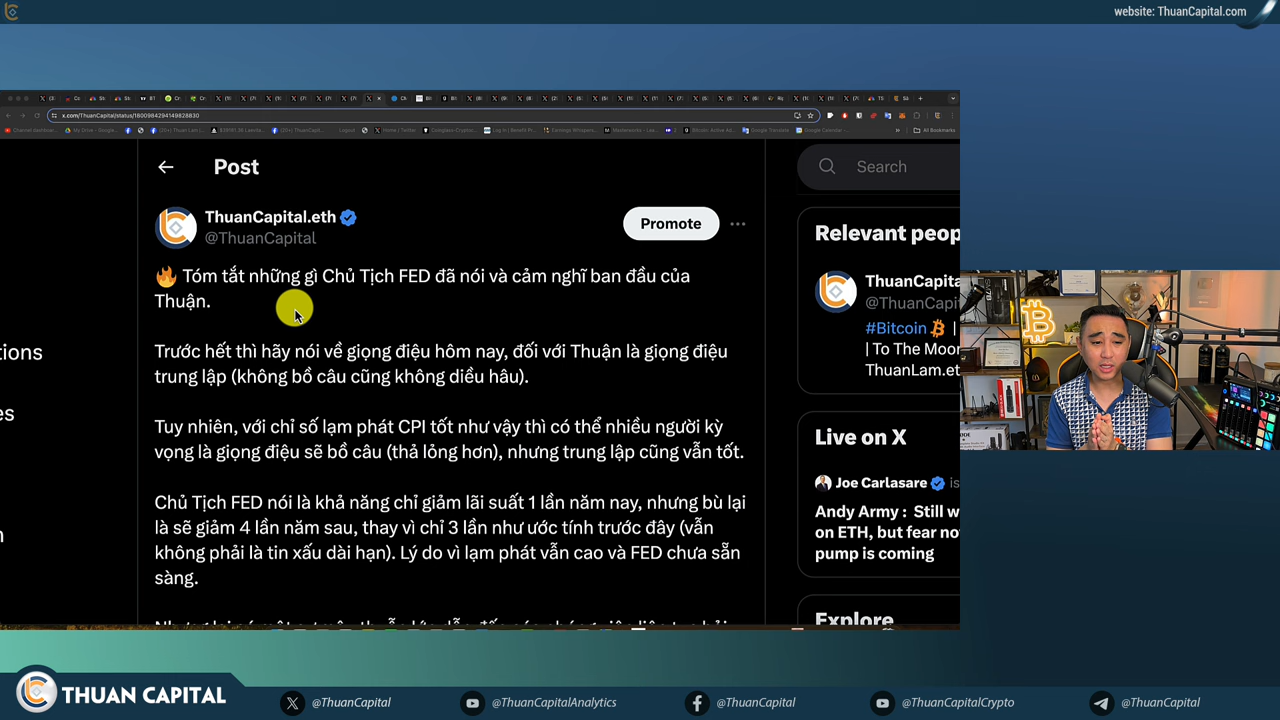 website: ThuanCapital.com
x.com/ThuanCapital/status/1800984294149828830
All Bookmarks
Post
Search
ThuanCapital.eth
@ThuanCapital
Promote
🔥 Tóm tắt những gì Chủ Tịch FED đã nói và cảm nghĩ ban đầu của
Thuận.
Trước hết thì hãy nói về giọng điệu hôm nay, đối với Thuận là giọng điệu
trung lập (không bồ câu cũng không diều hâu).
Tuy nhiên, với chỉ số lạm phát CPI tốt như vậy thì có thể nhiều người kỳ
vọng là giọng điệu sẽ bồ câu (thả lỏng hơn), nhưng trung lập cũng vẫn tốt.
Chủ Tịch FED nói là khả năng chỉ giảm lãi suất 1 lần năm nay, nhưng bù lại
là sẽ giảm 4 lần năm sau, thay vì chỉ 3 lần như ước tính trước đây (vẫn
không phải là tin xấu dài hạn). Lý do vì lạm phát vẫn cao và FED chưa sẵn
sàng.
tions
es
n
Relevant peop
ThuanCapita
@ThuanCapi
#Bitcoin |
| To The Moo
ThuanLam.et
Live on X
Joe Carlasare is
Andy Army : Still w
on ETH, but fear no
pump is coming
Explore
THUAN CAPITAL
@ThuanCapital
@ThuanCapitalAnalytics
@ThuanCapital
@ThuanCapitalCrypto
@ThuanCapital